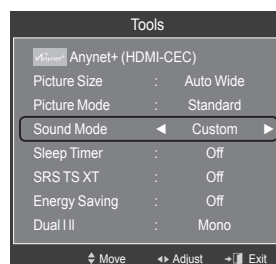 Tools
Anynet+ Anynet+ (HDMI-CEC)
Picture Size : Auto Wide
Picture Mode : Standard
Sound Mode ◄ Custom ►
Sleep Timer : Off
SRS TS XT : Off
Energy Saving : Off
Dual I II : Mono
Move Adjust Exit